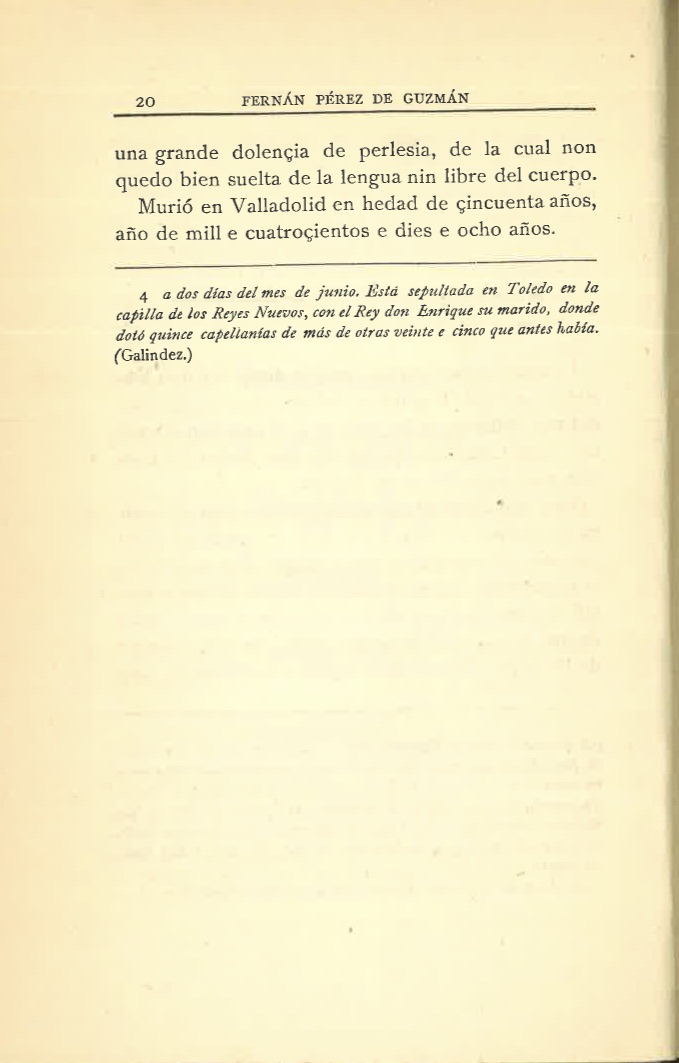 20 FERNÁN PÉREZ DE GUZMÁN
una grande dolençia de perlesia, de la cual non
quedo bien suelta de la lengua nin libre del cuerpo.
Murió en Valladolid en hedad de çincuenta años,
año de mill e cuatroçientos e dies e ocho años.
4 a dos días del mes de junio. Está sepultada en Toledo en la
capilla de los Reyes Nuevos, con el Rey don Enrique su marido, donde
dotó quince capellanías de más de otras veinte e cinco que antes había.
(Galindez.)